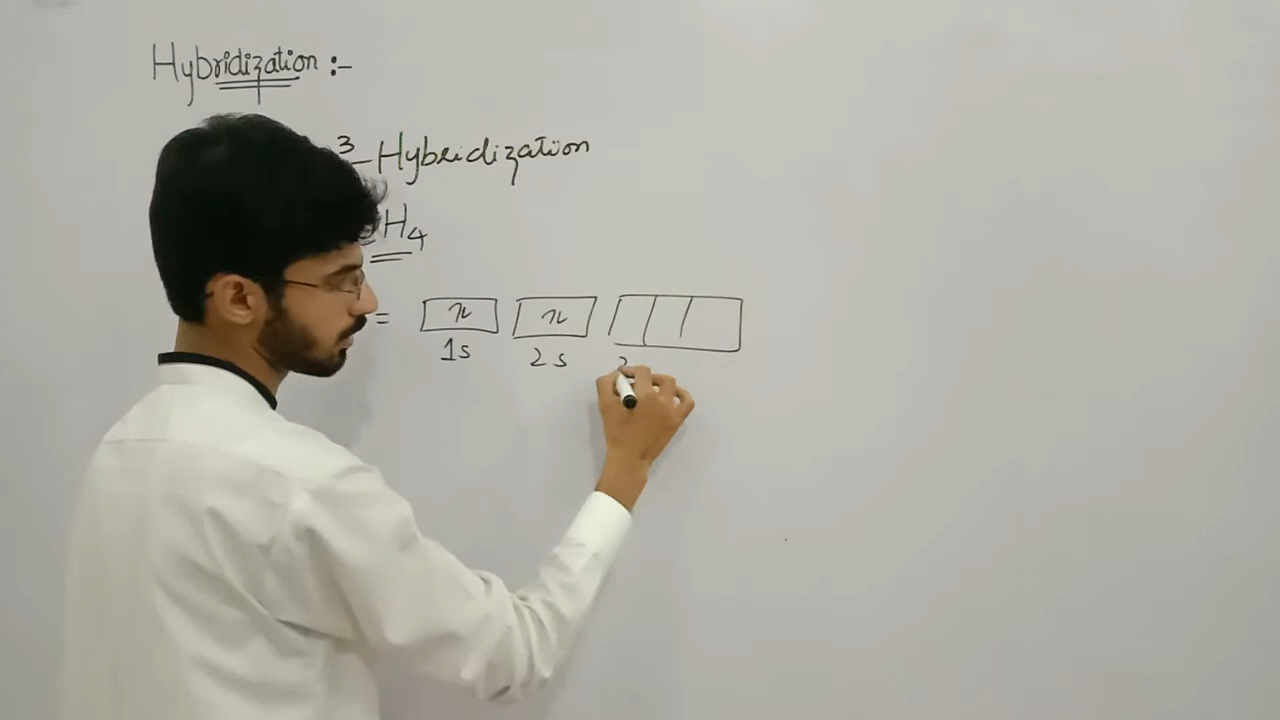 Hybridization :-
3 - Hybridization
H4
=
1s 2s